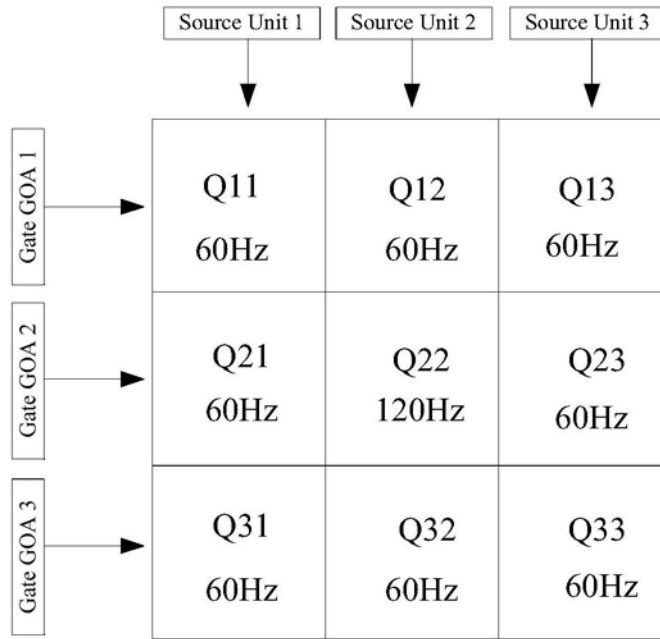 Source Unit 1
Source Unit 2
Source Unit 3
Gate GOA 1
Q11
Q12
Q13
60Hz
60Hz
60Hz
Gate GOA 2
Q21
Q22
Q23
60Hz
120Hz
60Hz
Gate GOA 3
Q31
Q32
Q33
60Hz
60Hz
60Hz